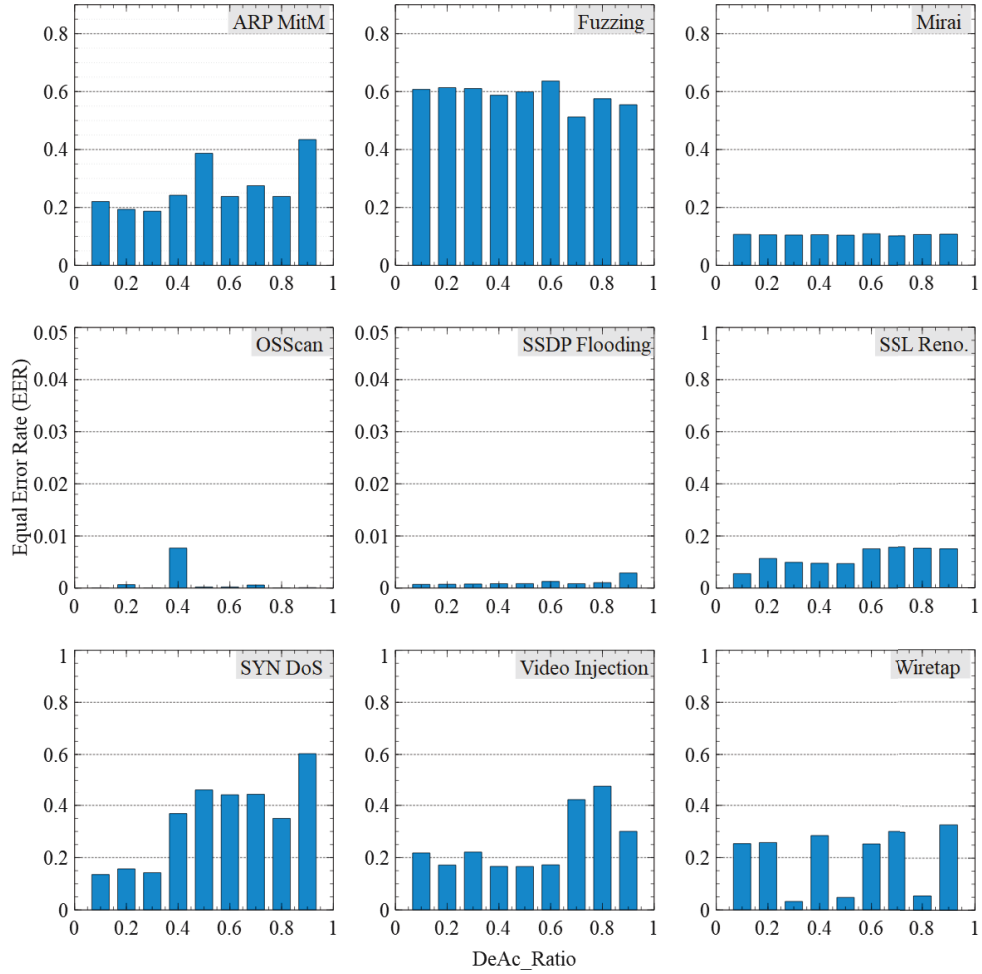 ARP MitM
0.8
0.6
0.4
0.2
0
0 0.2 0.4 0.6 0.8 1
Fuzzing
0.8
0.6
0.4
0.2
0
0 0.2 0.4 0.6 0.8 1
Mirai
0.8
0.6
0.4
0.2
0
0 0.2 0.4 0.6 0.8 1
Equal Error Rate (EER)
0.05
OSScan
0.04
0.03
0.02
0.01
0
0 0.2 0.4 0.6 0.8 1
0.05
SSDP Flooding
0.04
0.03
0.02
0.01
0
0 0.2 0.4 0.6 0.8 1
1
SSL Reno.
0.8
0.6
0.4
0.2
0
0 0.2 0.4 0.6 0.8 1
1
SYN DoS
0.8
0.6
0.4
0.2
0
0 0.2 0.4 0.6 0.8 1
1
Video Injection
0.8
0.6
0.4
0.2
0
0 0.2 0.4 0.6 0.8 1
1
Wiretap
0.8
0.6
0.4
0.2
0
0 0.2 0.4 0.6 0.8 1
DeAc_Ratio